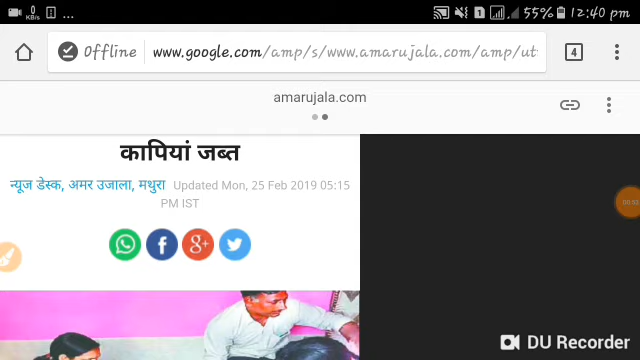 0 KB/s ... 1 55% 12:40 pm
Offline www.google.com/amp/s/www.amarujala.com/amp/ut 4
amarujala.com
कापियां जब्त
न्यूज डेस्क, अमर उजाला, मथुरा Updated Mon, 25 Feb 2019 05:15
PM IST
DU Recorder